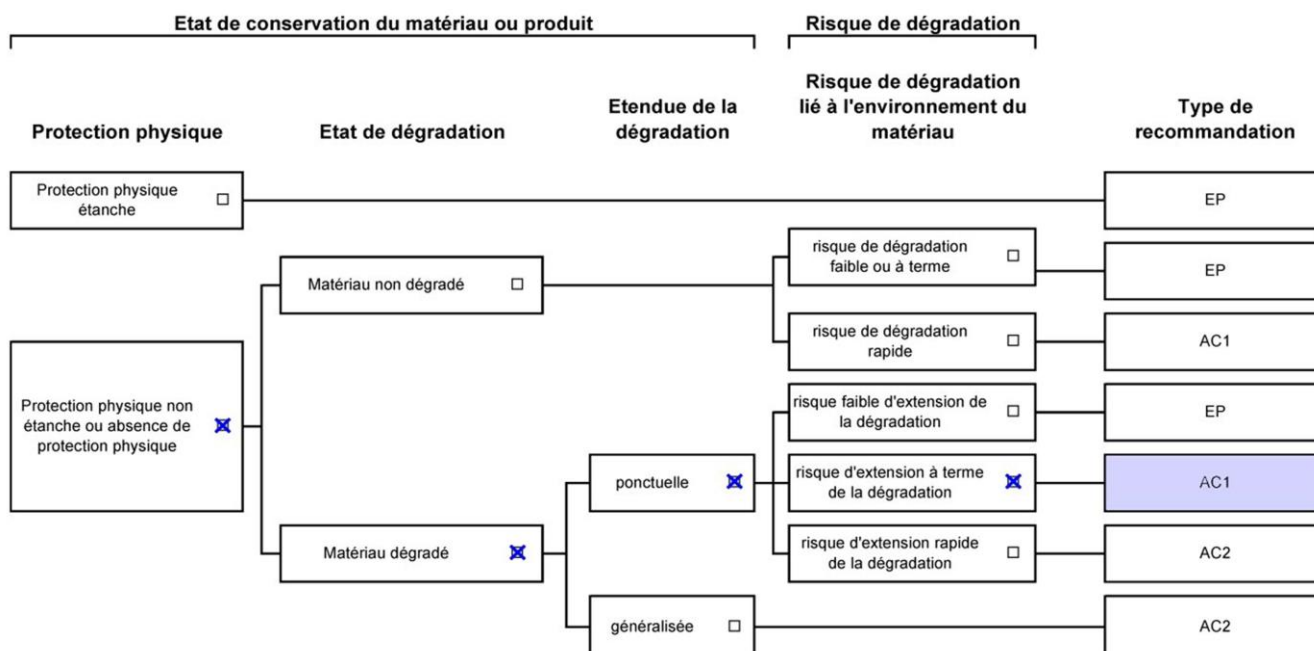 Etat de conservation du matériau ou produit
Risque de dégradation
Protection physique
Etat de dégradation
Etendue de la
dégradation
Risque de dégradation
lié à l'environnement du
matériau
Type de
recommandation
Protection physique
étanche
EP
Matériau non dégradé
risque de dégradation
faible ou à terme
EP
risque de dégradation
rapide
AC1
Protection physique non
étanche ou absence de
protection physique
risque faible d'extension de
la dégradation
EP
ponctuelle
risque d'extension à terme
de la dégradation
AC1
Matériau dégradé
risque d'extension rapide
de la dégradation
AC2
généralisée
AC2